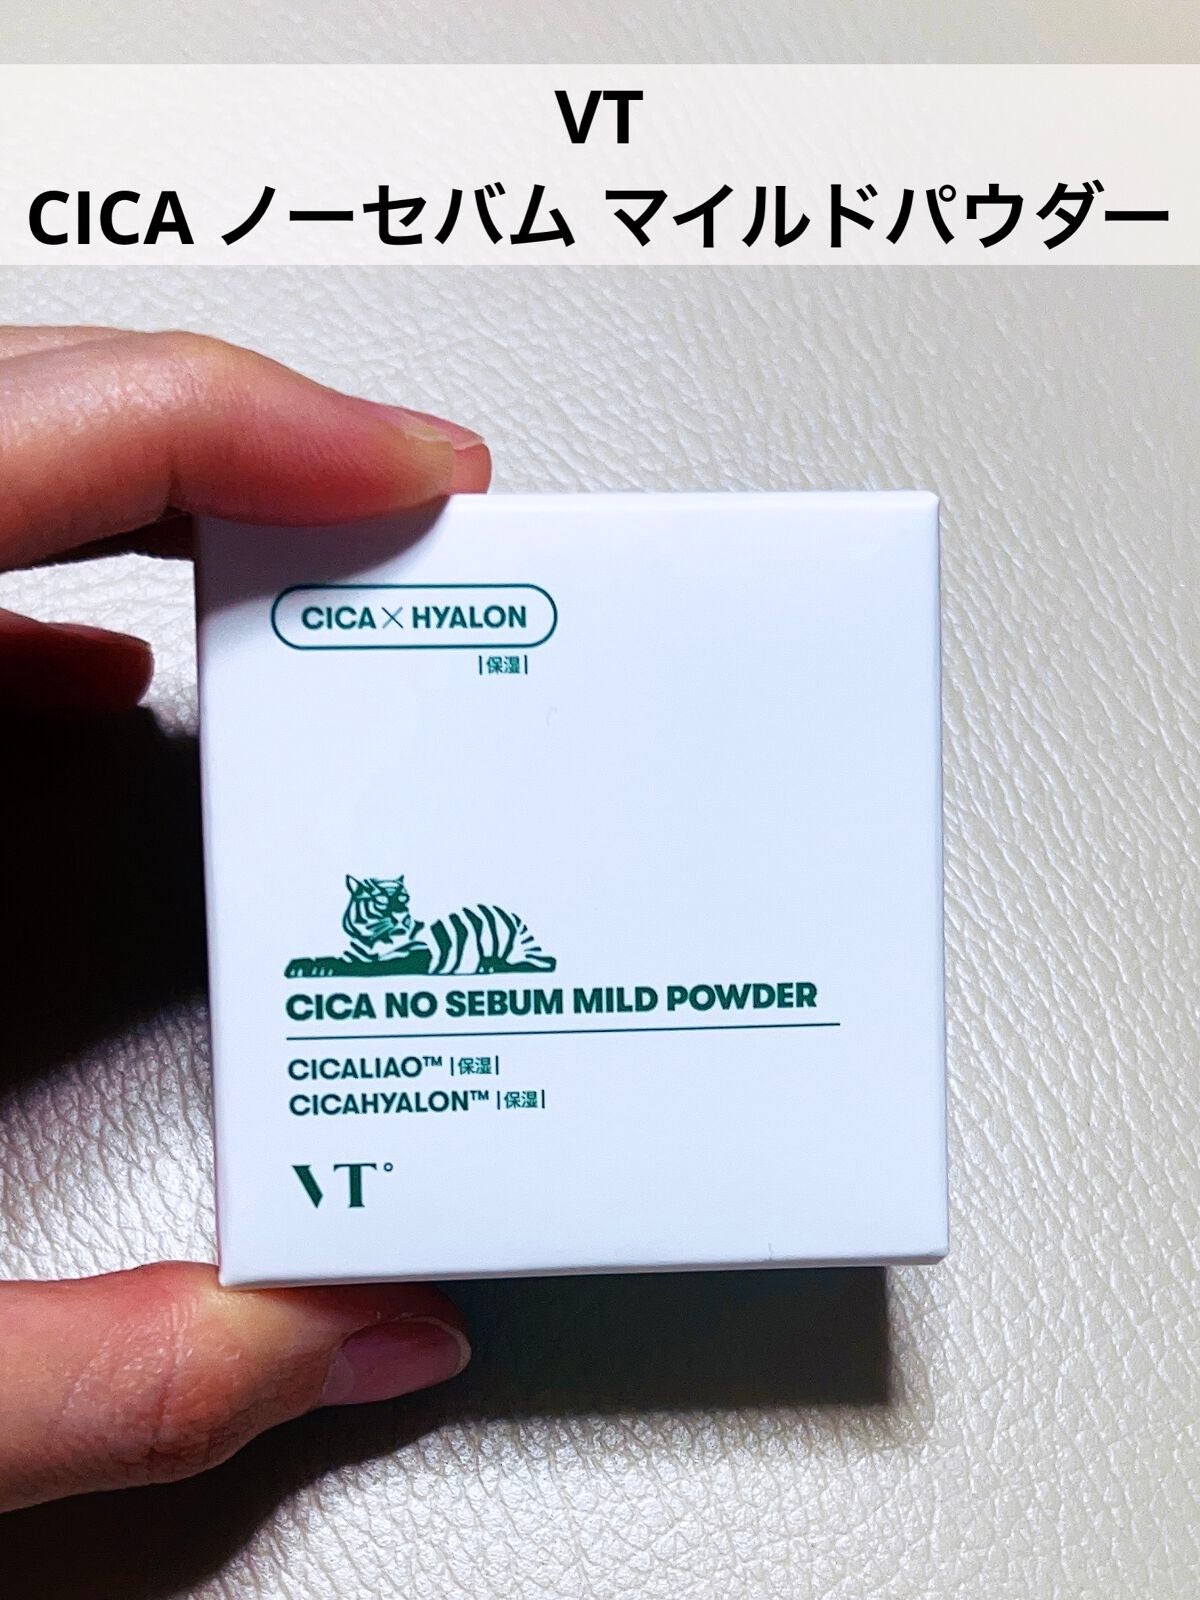 VT
CICA ノーセバム マイルドパウダー
CICA×HYALON
|保湿|
CICA NO SEBUM MILD POWDER
CICALIAO™ |保湿|
CICAHYALON™ |保湿|
VT°